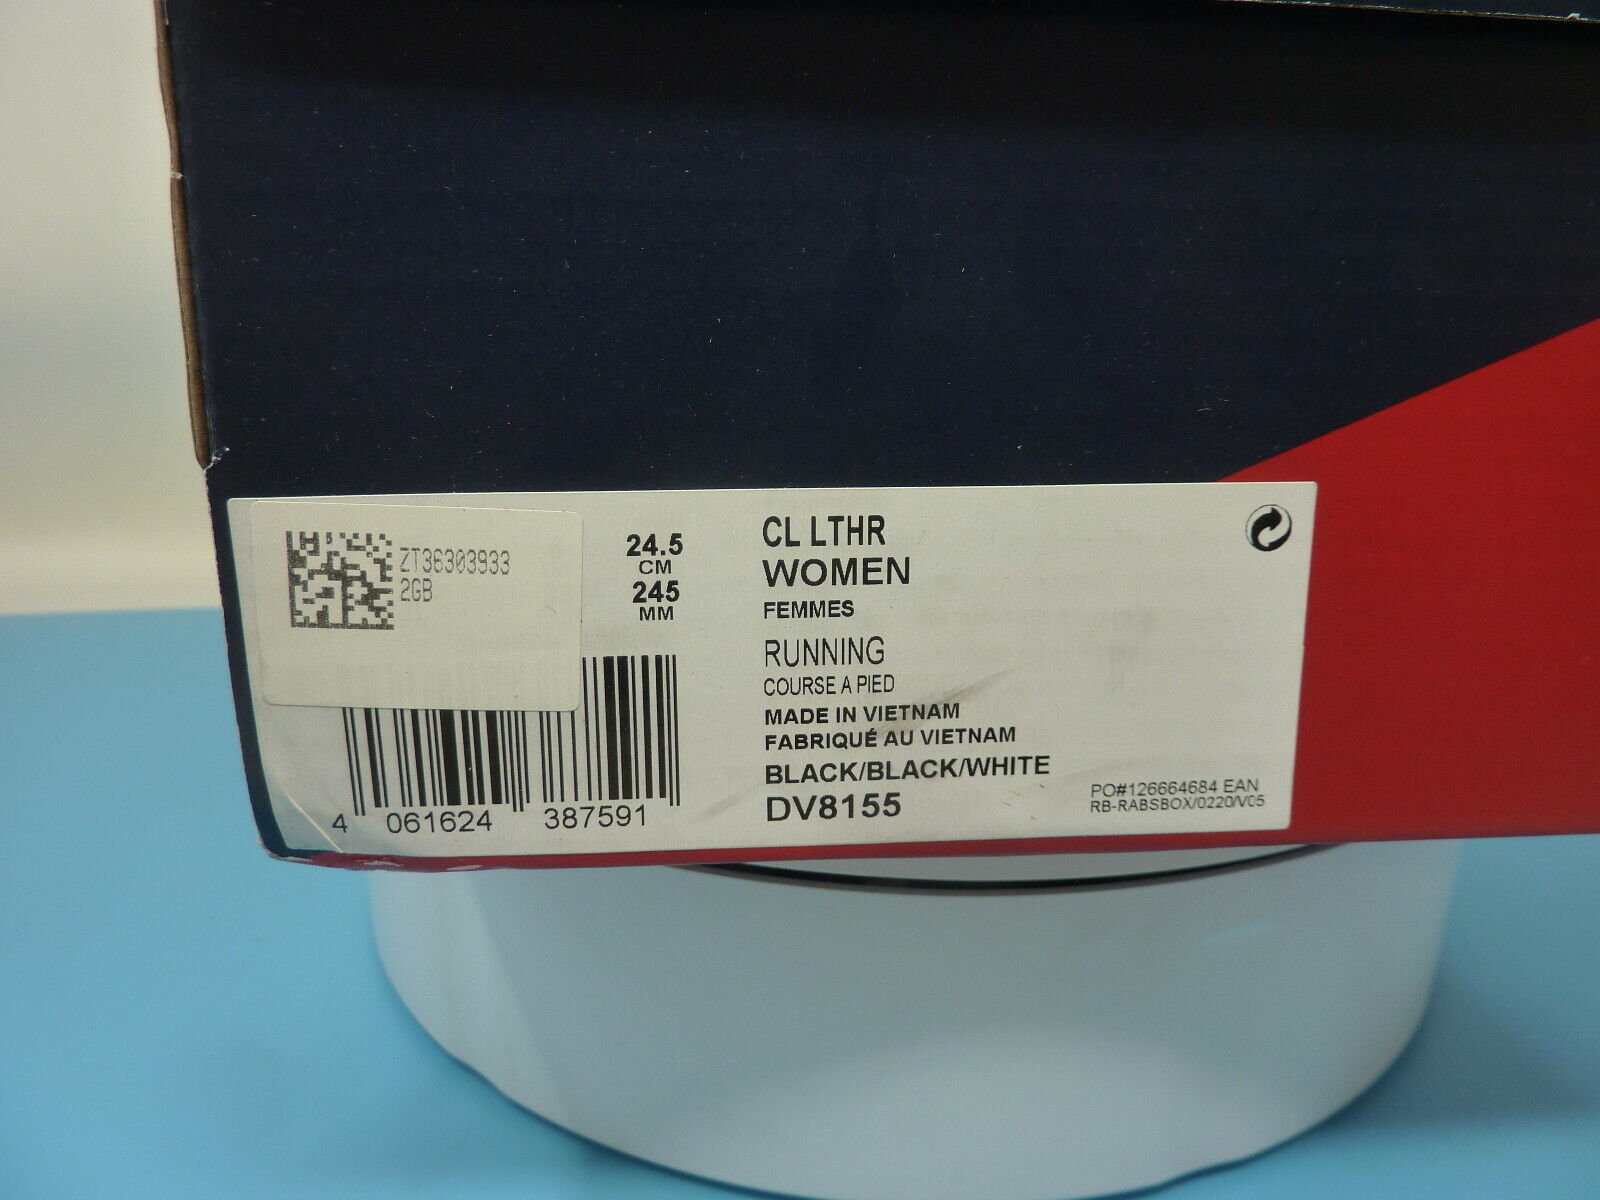 ZT36303933
2GB
24.5
CM
245
MM
CL LTHR
WOMEN
FEMMES
RUNNING
COURSE A PIED
MADE IN VIETNAM
FABRIQUÉ AU VIETNAM
BLACK/BLACK/WHITE
DV8155
PO#126664684 EAN
RB-RABSBOX/0220/V05
4 061624 387591